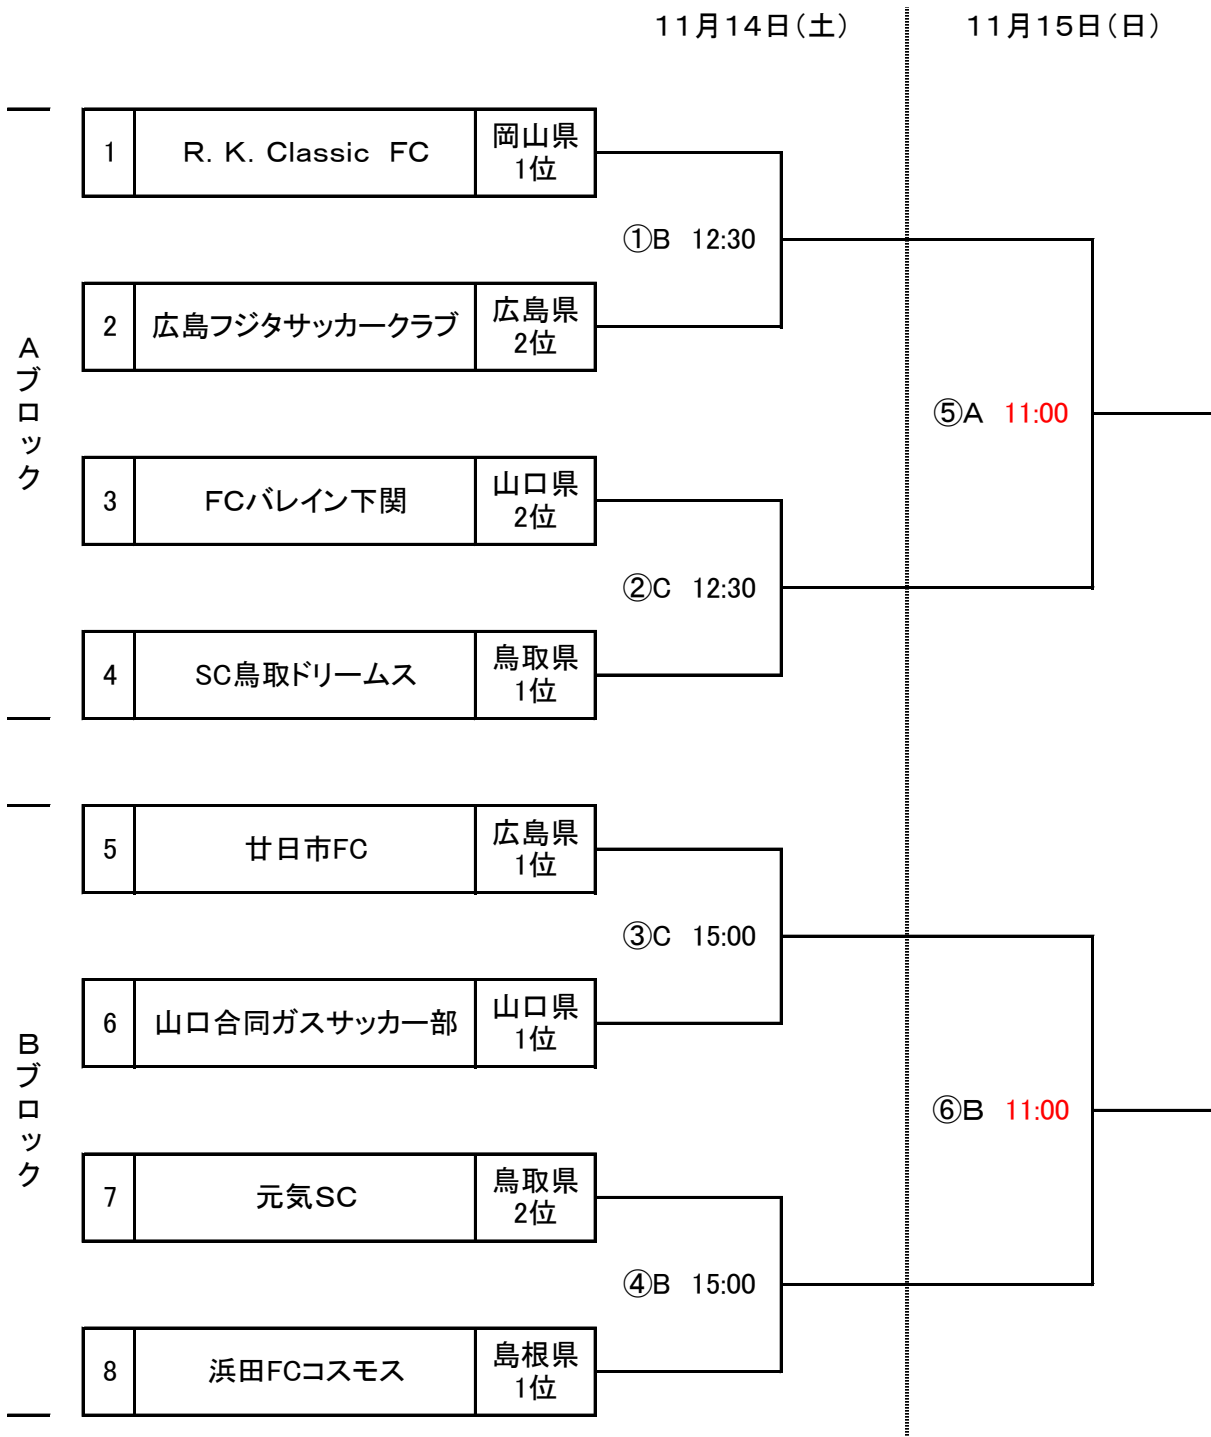 11月14日(土)
11月15日(日)
Aブロック
1
R. K. Classic FC
岡山県
1位
①B 12:30
2
広島フジタサッカークラブ
広島県
2位
⑤A 11:00
3
FCバレイン下関
山口県
2位
②C 12:30
4
SC鳥取ドリームス
鳥取県
1位
Bブロック
5
廿日市FC
広島県
1位
③C 15:00
6
山口合同ガスサッカー部
山口県
1位
⑥B 11:00
7
元気SC
鳥取県
2位
④B 15:00
8
浜田FCコスモス
島根県
1位